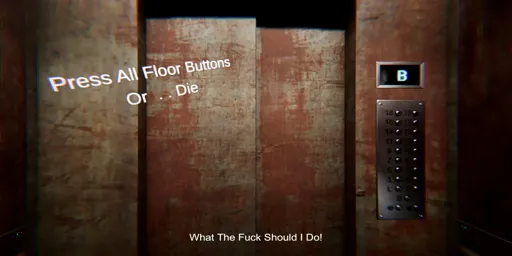 Press All Floor Buttons
Or . . Die
B
What The Fuck Should I Do!